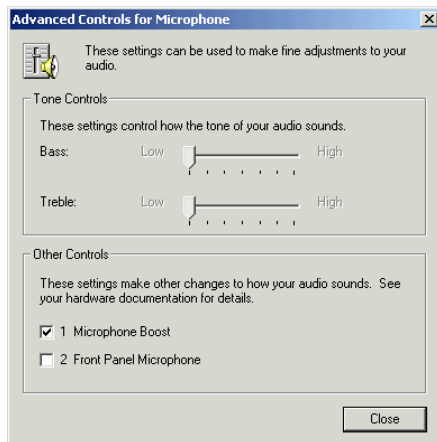 Advanced Controls for Microphone
These settings can be used to make fine adjustments to your
audio.
Tone Controls
These settings control how the tone of your audio sounds.
Bass: Low High
Treble: Low High
Other Controls
These settings make other changes to how your audio sounds. See
your hardware documentation for details.
1 Microphone Boost
2 Front Panel Microphone
Close